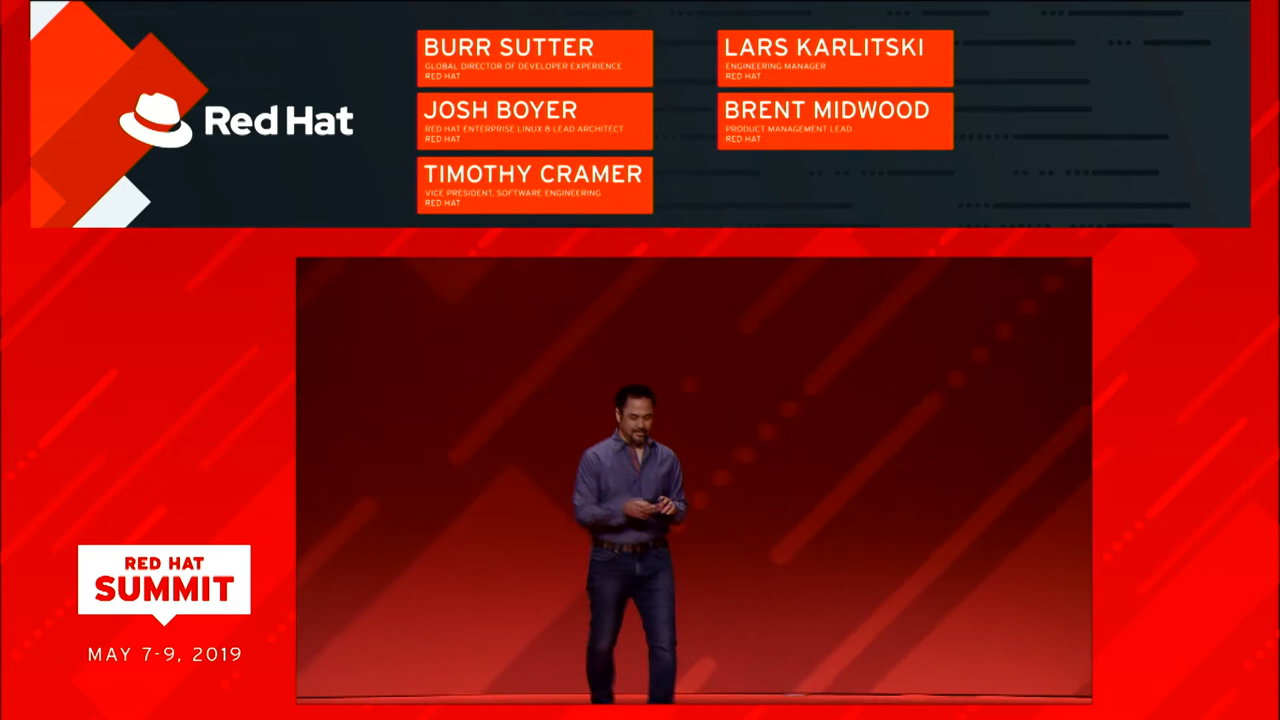 Red Hat
BURR SUTTER
GLOBAL DIRECTOR OF DEVELOPER EXPERIENCE
RED HAT
JOSH BOYER
RED HAT ENTERPRISE LINUX 8 LEAD ARCHITECT
RED HAT
TIMOTHY CRAMER
VICE PRESIDENT, SOFTWARE ENGINEERING
RED HAT
LARS KARLITSKI
ENGINEERING MANAGER
RED HAT
BRENT MIDWOOD
PRODUCT MANAGEMENT LEAD
RED HAT
RED HAT
SUMMIT
MAY 7-9, 2019